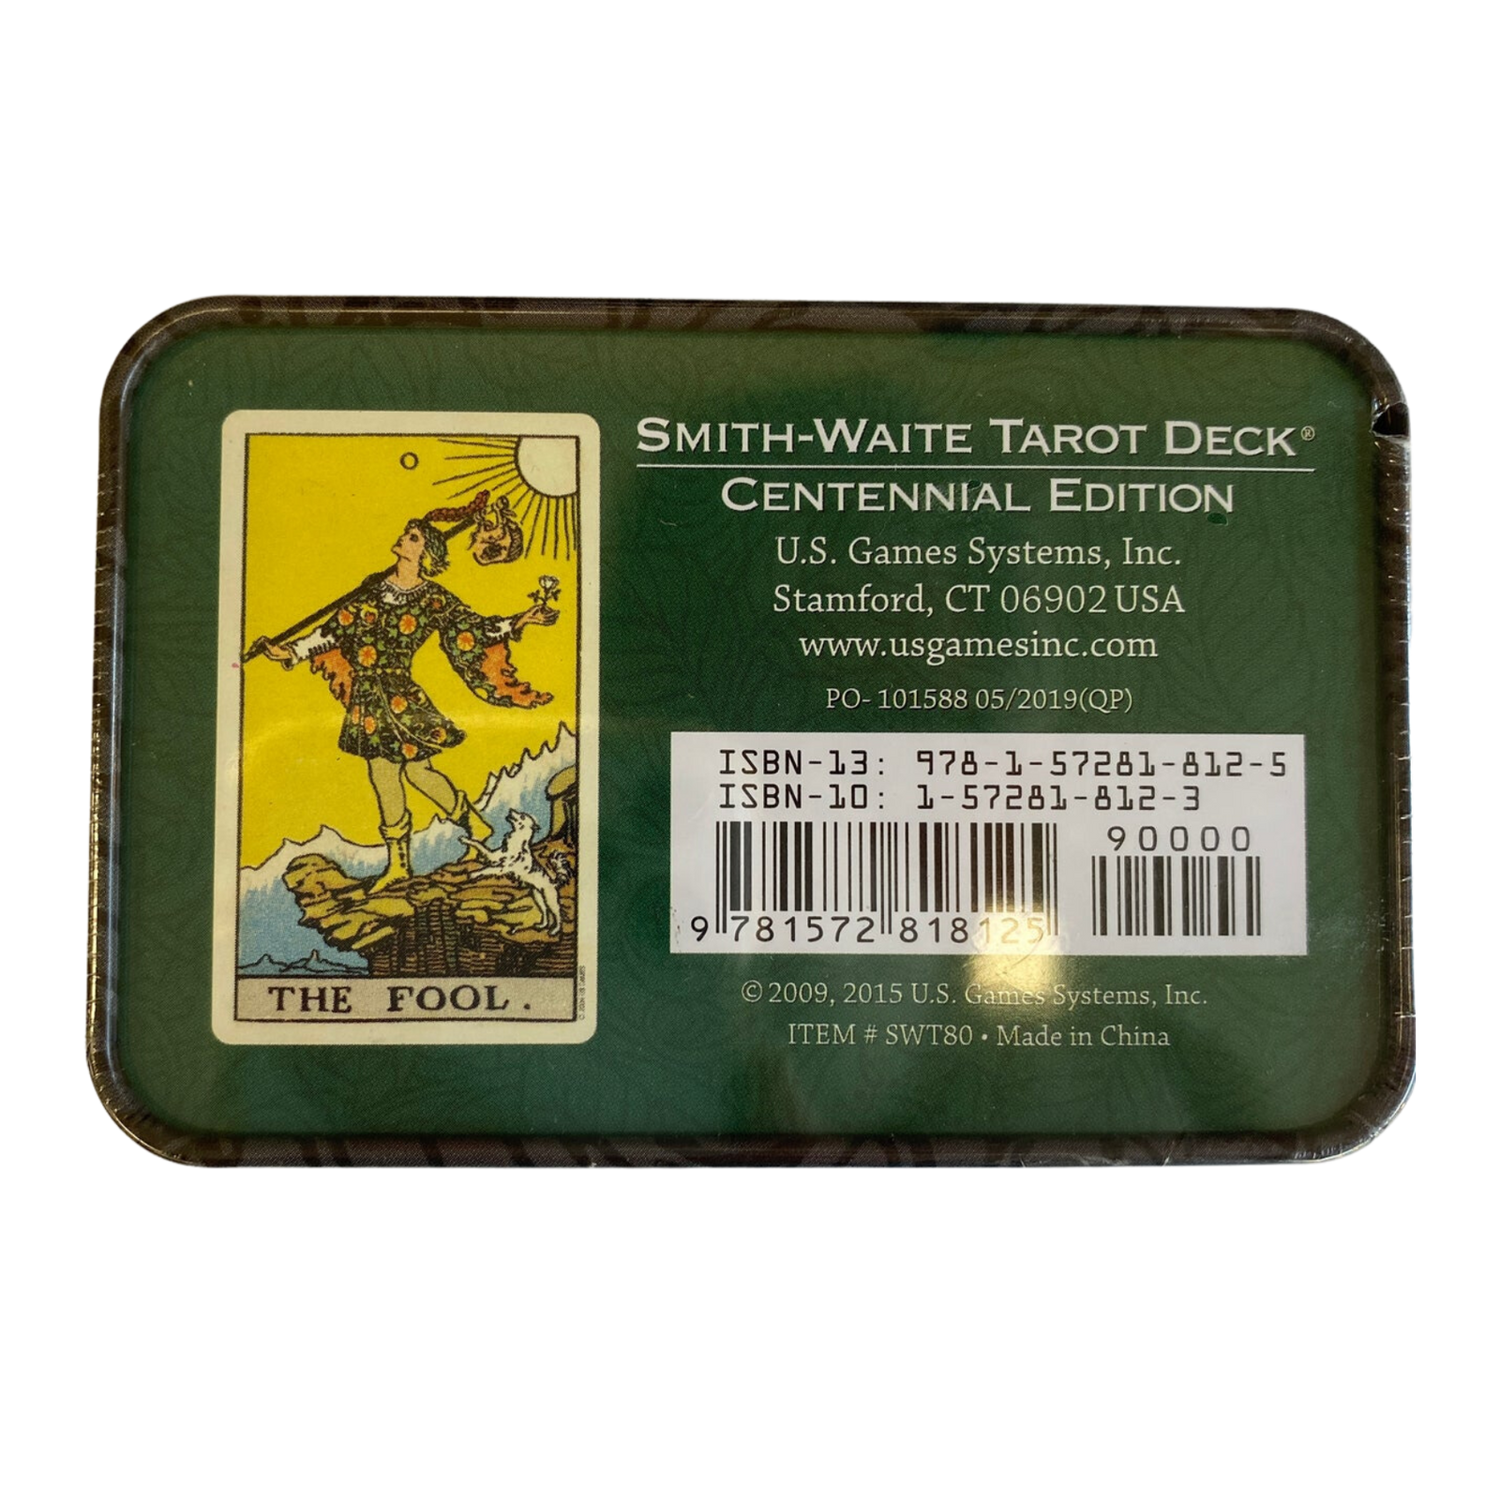 0
THE FOOL.
SMITH-WAITE TAROT DECK®
CENTENNIAL EDITION
U.S. Games Systems, Inc.
Stamford, CT 06902 USA
www.usgamesinc.com
PO- 101588 05/2019(QP)
ISBN-13: 978-1-57281-812-5
ISBN-10: 1-57281-812-3
90000
9 781572 818125
© 2009, 2015 U.S. Games Systems, Inc.
ITEM # SWT80 • Made in China